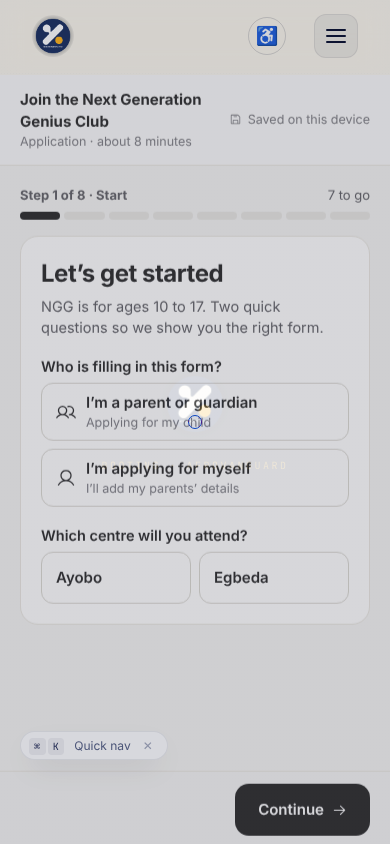 Join the Next Generation
Genius Club
Application · about 8 minutes
Saved on this device
Step 1 of 8 · Start
7 to go
Let’s get started
NGG is for ages 10 to 17. Two quick
questions so we show you the right form.
Who is filling in this form?
I’m a parent or guardian
Applying for my child
I’m applying for myself
I’ll add my parents’ details
Which centre will you attend?
Ayobo
Egbeda
⌘ K Quick nav ×
Continue →